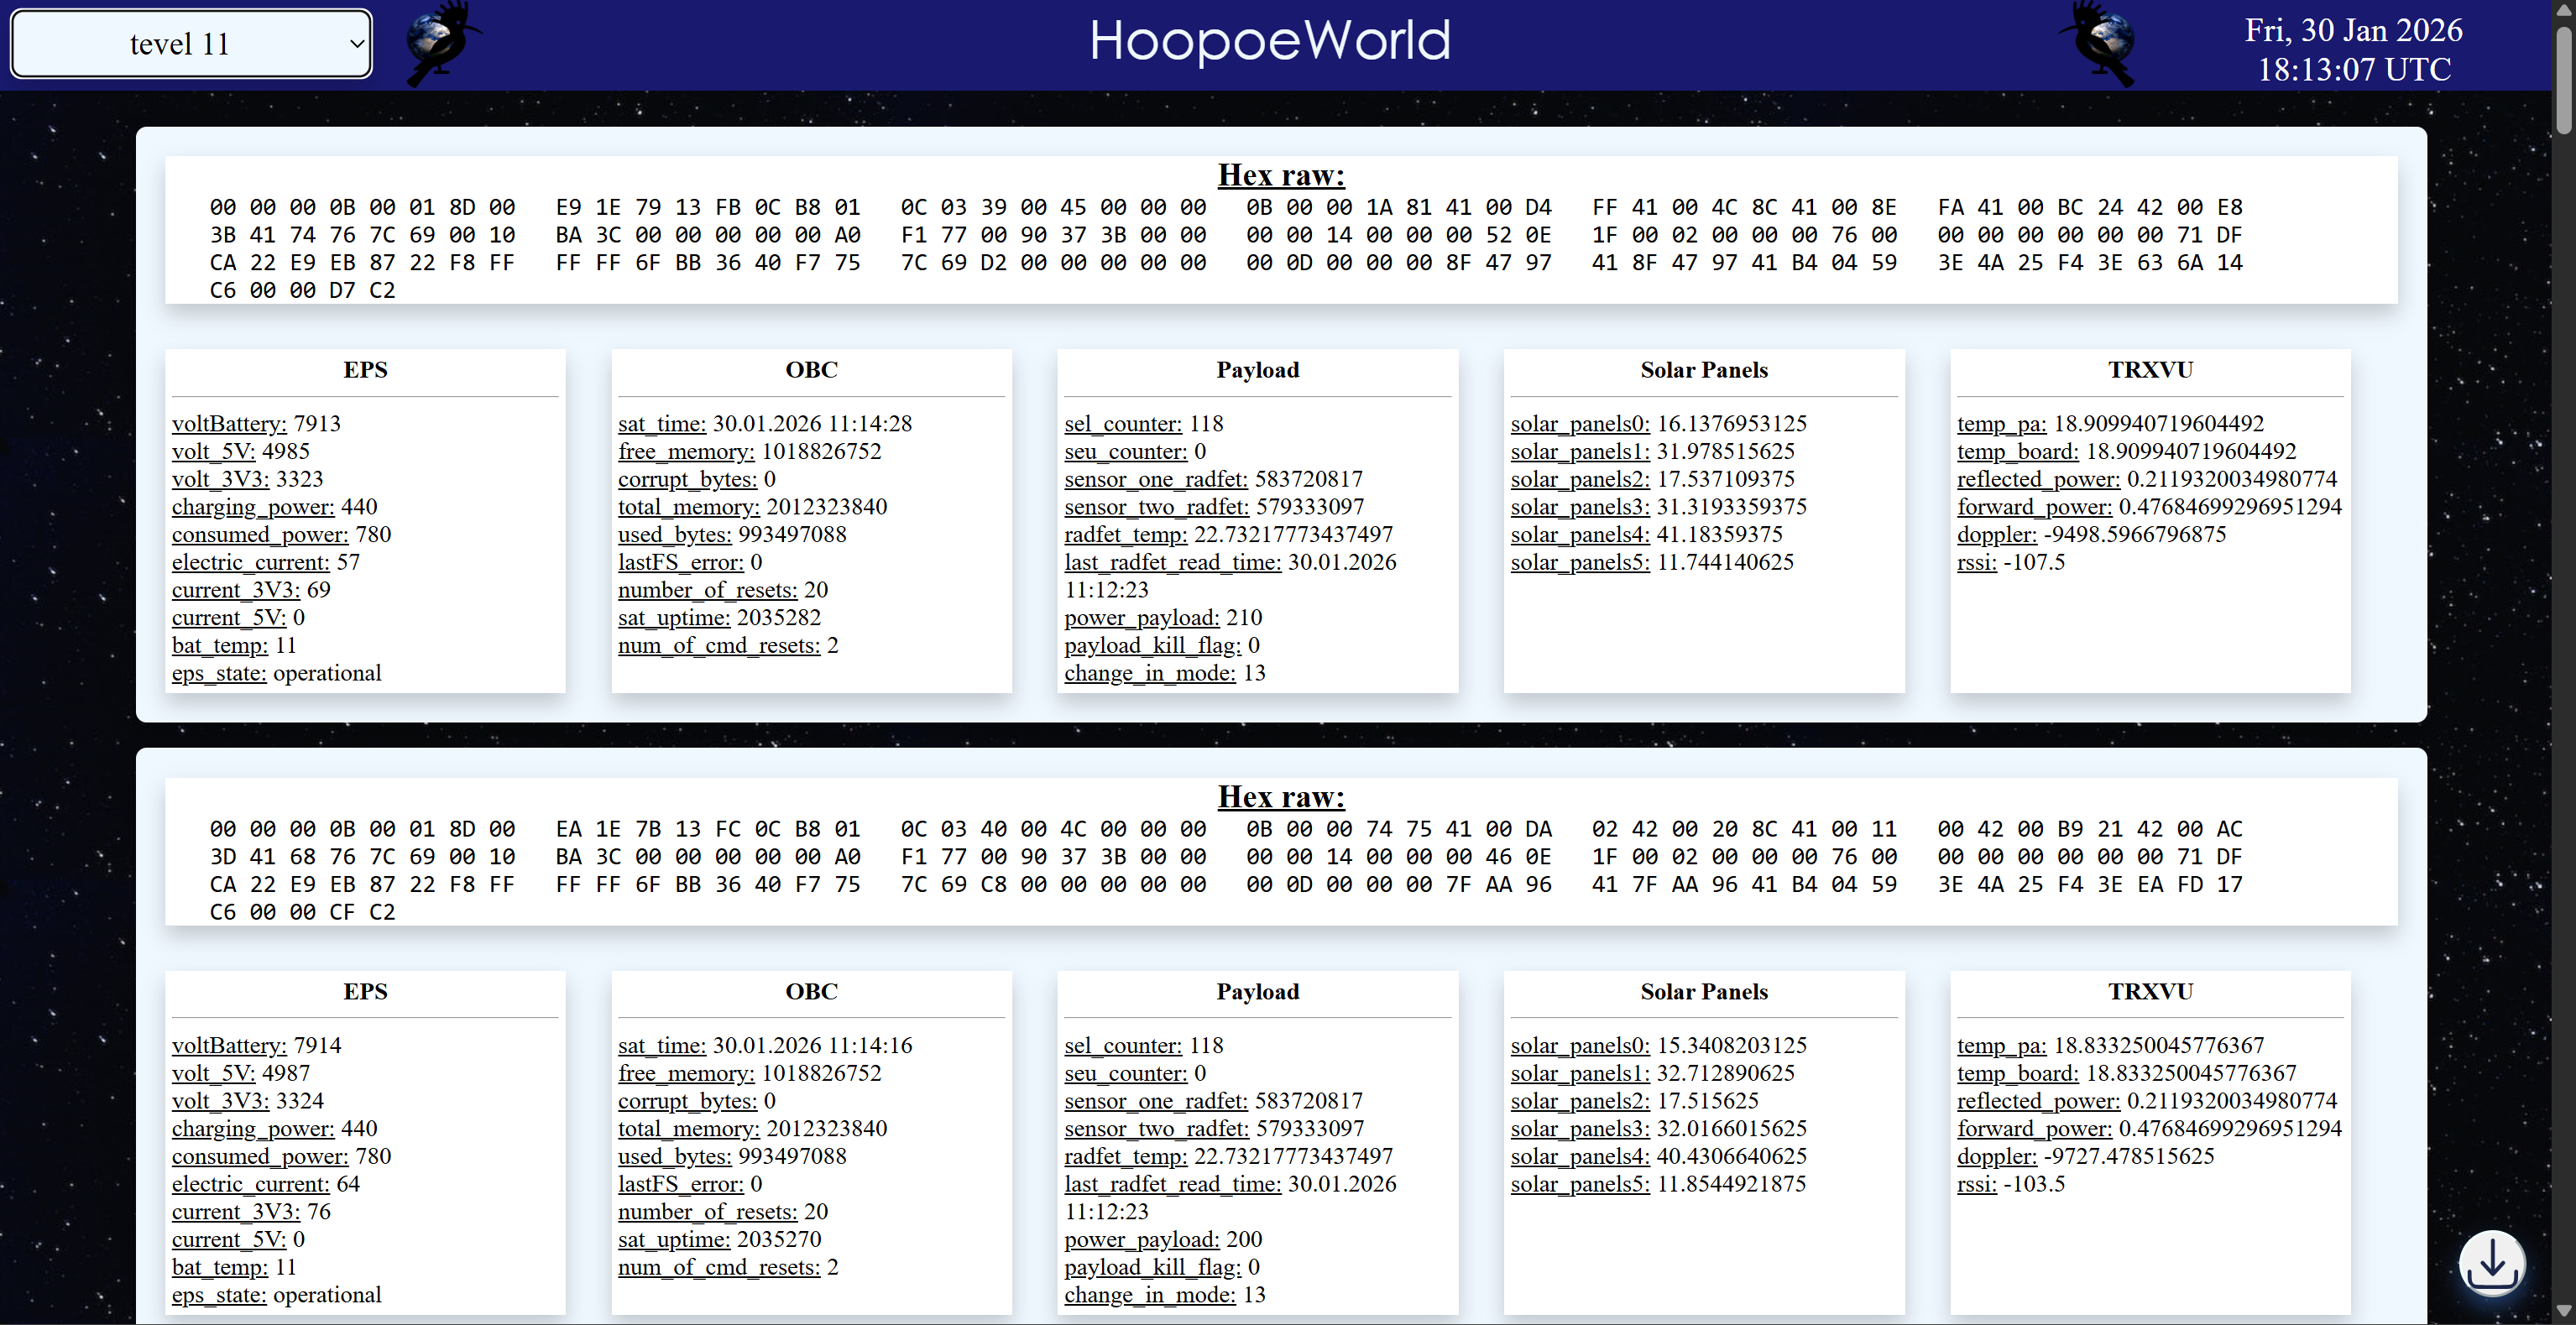 tevel 11
HoopoeWorld
Fri, 30 Jan 2026
18:13:07 UTC
Hex raw:
00 00 00 0B 00 01 8D 00 E9 1E 79 13 FB 0C B8 01 0C 03 39 00 45 00 00 00 0B 00 00 1A 81 41 00 D4 FF 41 00 4C 8C 41 00 8E FA 41 00 BC 24 42 00 E8
3B 41 74 76 7C 69 00 10 BA 3C 00 00 00 00 00 A0 F1 77 00 90 37 3B 00 00 00 00 14 00 00 00 52 0E 1F 00 02 00 00 00 76 00 00 00 00 00 00 00 71 DF
CA 22 E9 EB 87 22 F8 FF FF FF 6F BB 36 40 F7 75 7C 69 D2 00 00 00 00 00 00 0D 00 00 00 8F 47 97 41 8F 47 97 41 B4 04 59 3E 4A 25 F4 3E 63 6A 14
C6 00 00 D7 C2
EPS
voltBattery: 7913
volt_5V: 4985
volt_3V3: 3323
charging_power: 440
consumed_power: 780
electric_current: 57
current_3V3: 69
current_5V: 0
bat_temp: 11
eps_state: operational
OBC
sat_time: 30.01.2026 11:14:28
free_memory: 1018826752
corrupt_bytes: 0
total_memory: 2012323840
used_bytes: 993497088
lastFS_error: 0
number_of_resets: 20
sat_uptime: 2035282
num_of_cmd_resets: 2
Payload
sel_counter: 118
seu_counter: 0
sensor_one_radfet: 583720817
sensor_two_radfet: 579333097
radfet_temp: 22.73217773437497
last_radfet_read_time: 30.01.2026
11:12:23
power_payload: 210
payload_kill_flag: 0
change_in_mode: 13
Solar Panels
solar_panels0: 16.1376953125
solar_panels1: 31.978515625
solar_panels2: 17.537109375
solar_panels3: 31.3193359375
solar_panels4: 41.18359375
solar_panels5: 11.744140625
TRXVU
temp_pa: 18.909940719604492
temp_board: 18.909940719604492
reflected_power: 0.2119320034980774
forward_power: 0.47684699296951294
doppler: -9498.5966796875
rssi: -107.5
Hex raw:
00 00 00 0B 00 01 8D 00 EA 1E 7B 13 FC 0C B8 01 0C 03 40 00 4C 00 00 00 0B 00 00 74 75 41 00 DA 02 42 00 20 8C 41 00 11 00 42 00 B9 21 42 00 AC
3D 41 68 76 7C 69 00 10 BA 3C 00 00 00 00 00 A0 F1 77 00 90 37 3B 00 00 00 00 14 00 00 00 46 0E 1F 00 02 00 00 00 76 00 00 00 00 00 00 00 71 DF
CA 22 E9 EB 87 22 F8 FF FF FF 6F BB 36 40 F7 75 7C 69 C8 00 00 00 00 00 00 0D 00 00 00 7F AA 96 41 7F AA 96 41 B4 04 59 3E 4A 25 F4 3E EA FD 17
C6 00 00 CF C2
EPS
voltBattery: 7914
volt_5V: 4987
volt_3V3: 3324
charging_power: 440
consumed_power: 780
electric_current: 64
current_3V3: 76
current_5V: 0
bat_temp: 11
eps_state: operational
OBC
sat_time: 30.01.2026 11:14:16
free_memory: 1018826752
corrupt_bytes: 0
total_memory: 2012323840
used_bytes: 993497088
lastFS_error: 0
number_of_resets: 20
sat_uptime: 2035270
num_of_cmd_resets: 2
Payload
sel_counter: 118
seu_counter: 0
sensor_one_radfet: 583720817
sensor_two_radfet: 579333097
radfet_temp: 22.73217773437497
last_radfet_read_time: 30.01.2026
11:12:23
power_payload: 200
payload_kill_flag: 0
change_in_mode: 13
Solar Panels
solar_panels0: 15.3408203125
solar_panels1: 32.712890625
solar_panels2: 17.515625
solar_panels3: 32.0166015625
solar_panels4: 40.4306640625
solar_panels5: 11.8544921875
TRXVU
temp_pa: 18.833250045776367
temp_board: 18.833250045776367
reflected_power: 0.2119320034980774
forward_power: 0.47684699296951294
doppler: -9727.478515625
rssi: -103.5